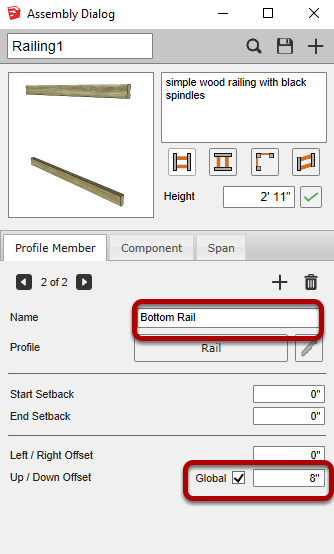 Assembly Dialog
Railing1
simple wood railing with black
spindles
Height 2' 11"
Profile Member Component Span
2 of 2
Name Bottom Rail
Profile Rail
Start Setback 0"
End Setback 0"
Left / Right Offset 0"
Up / Down Offset Global 8"